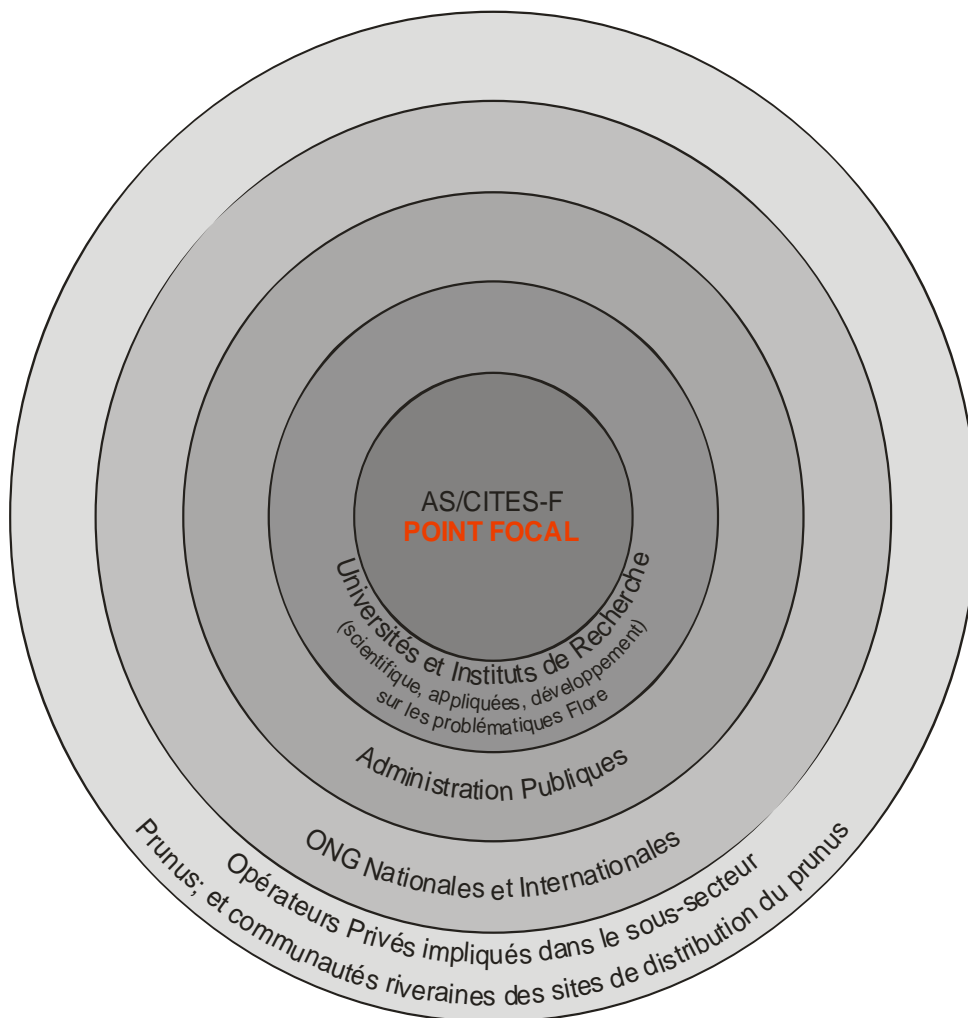 AS/CITES-F
POINT FOCAL
Universités et Instituts de Recherche
(scientifique, appliquées, développement)
sur les problématiques Flore
Administration Publiques
ONG Nationales et Internationales
Opérateurs Privés impliqués dans le sous-secteur
Prunus; et communautés riveraines des sites de distribution du prunus